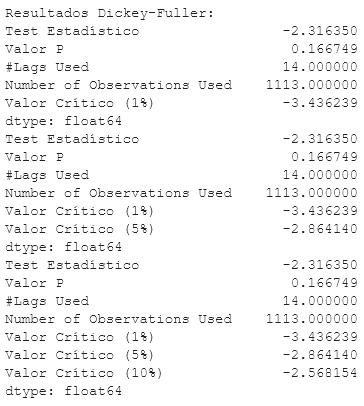 Resultados Dickey-Fuller:
Test Estadístico -2.316350
Valor P 0.166749
#Lags Used 14.000000
Number of Observations Used 1113.000000
Valor Crítico (1%) -3.436239
dtype: float64
Test Estadístico -2.316350
Valor P 0.166749
#Lags Used 14.000000
Number of Observations Used 1113.000000
Valor Crítico (1%) -3.436239
Valor Crítico (5%) -2.864140
dtype: float64
Test Estadístico -2.316350
Valor P 0.166749
#Lags Used 14.000000
Number of Observations Used 1113.000000
Valor Crítico (1%) -3.436239
Valor Crítico (5%) -2.864140
Valor Crítico (10%) -2.568154
dtype: float64